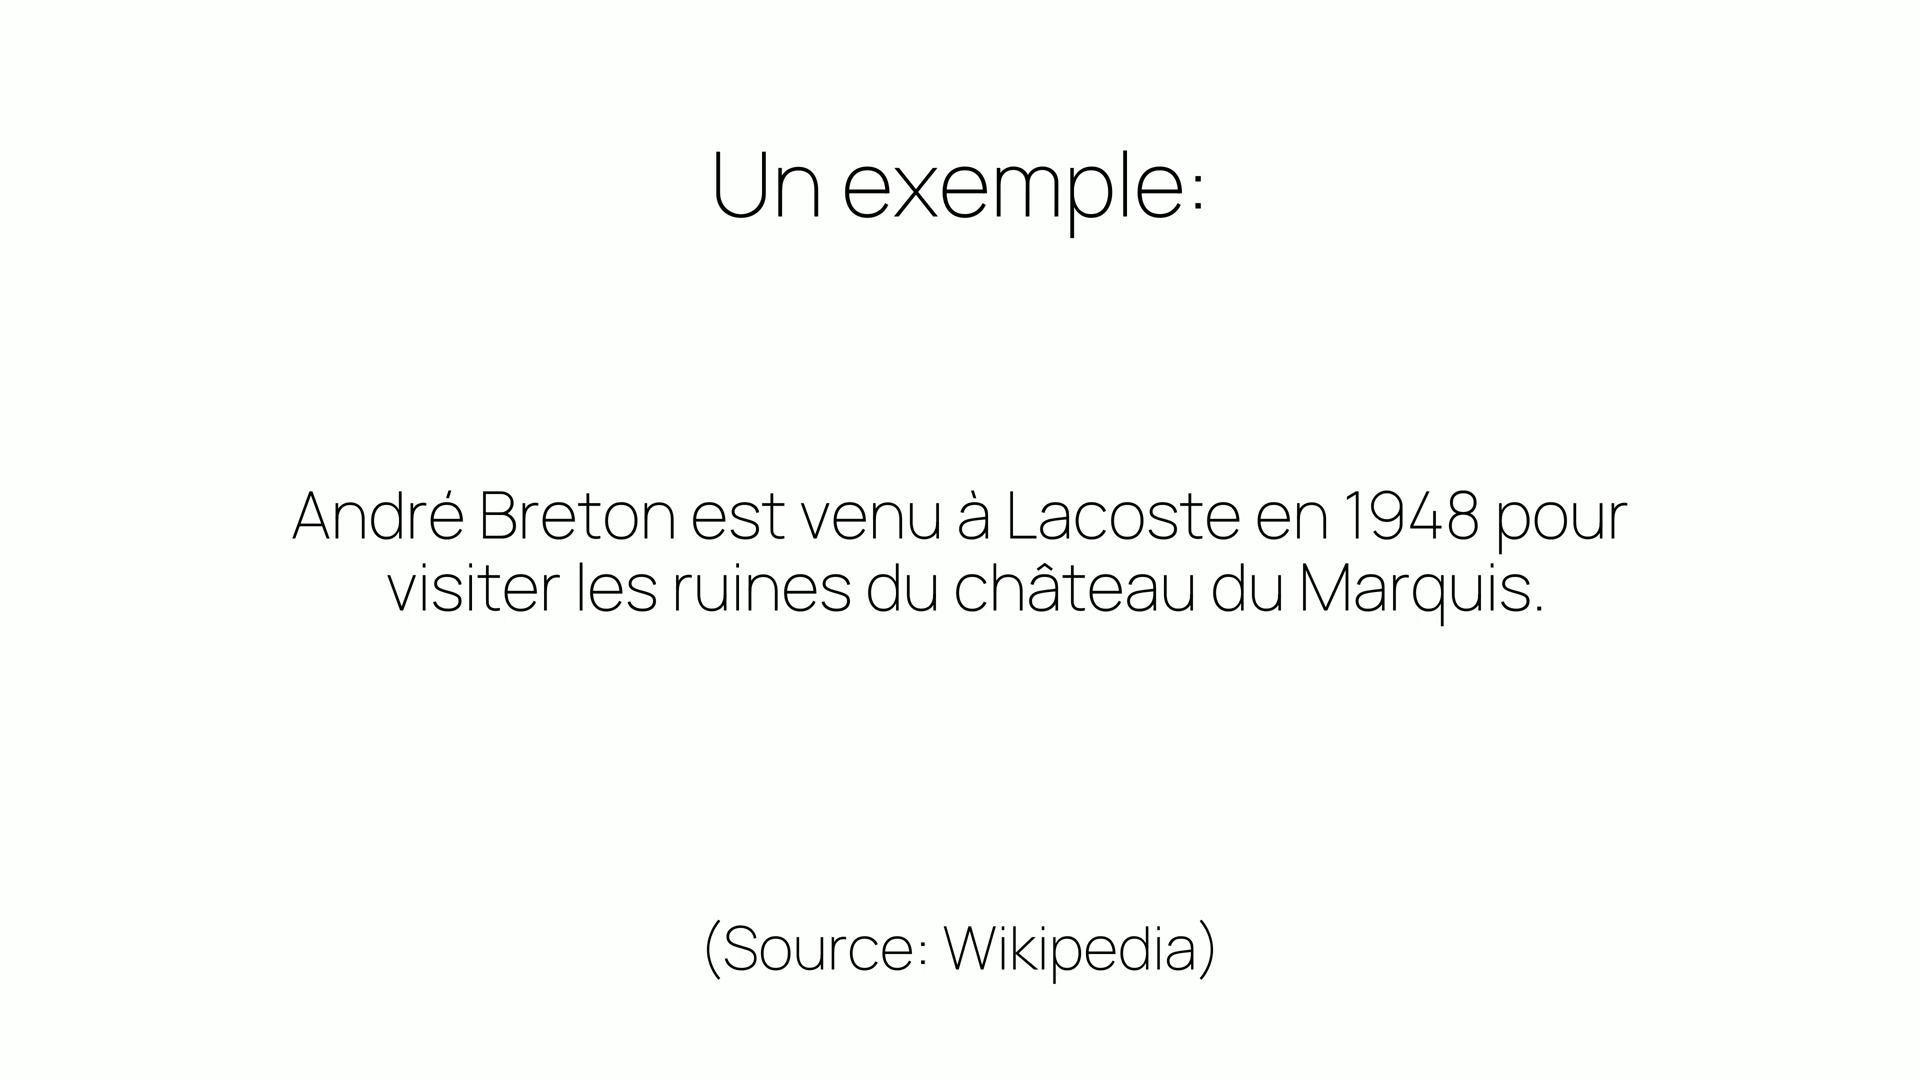 Un exemple:
André Breton est venu à Lacoste en 1948 pour
visiter les ruines du château du Marquis.
(Source: Wikipedia)